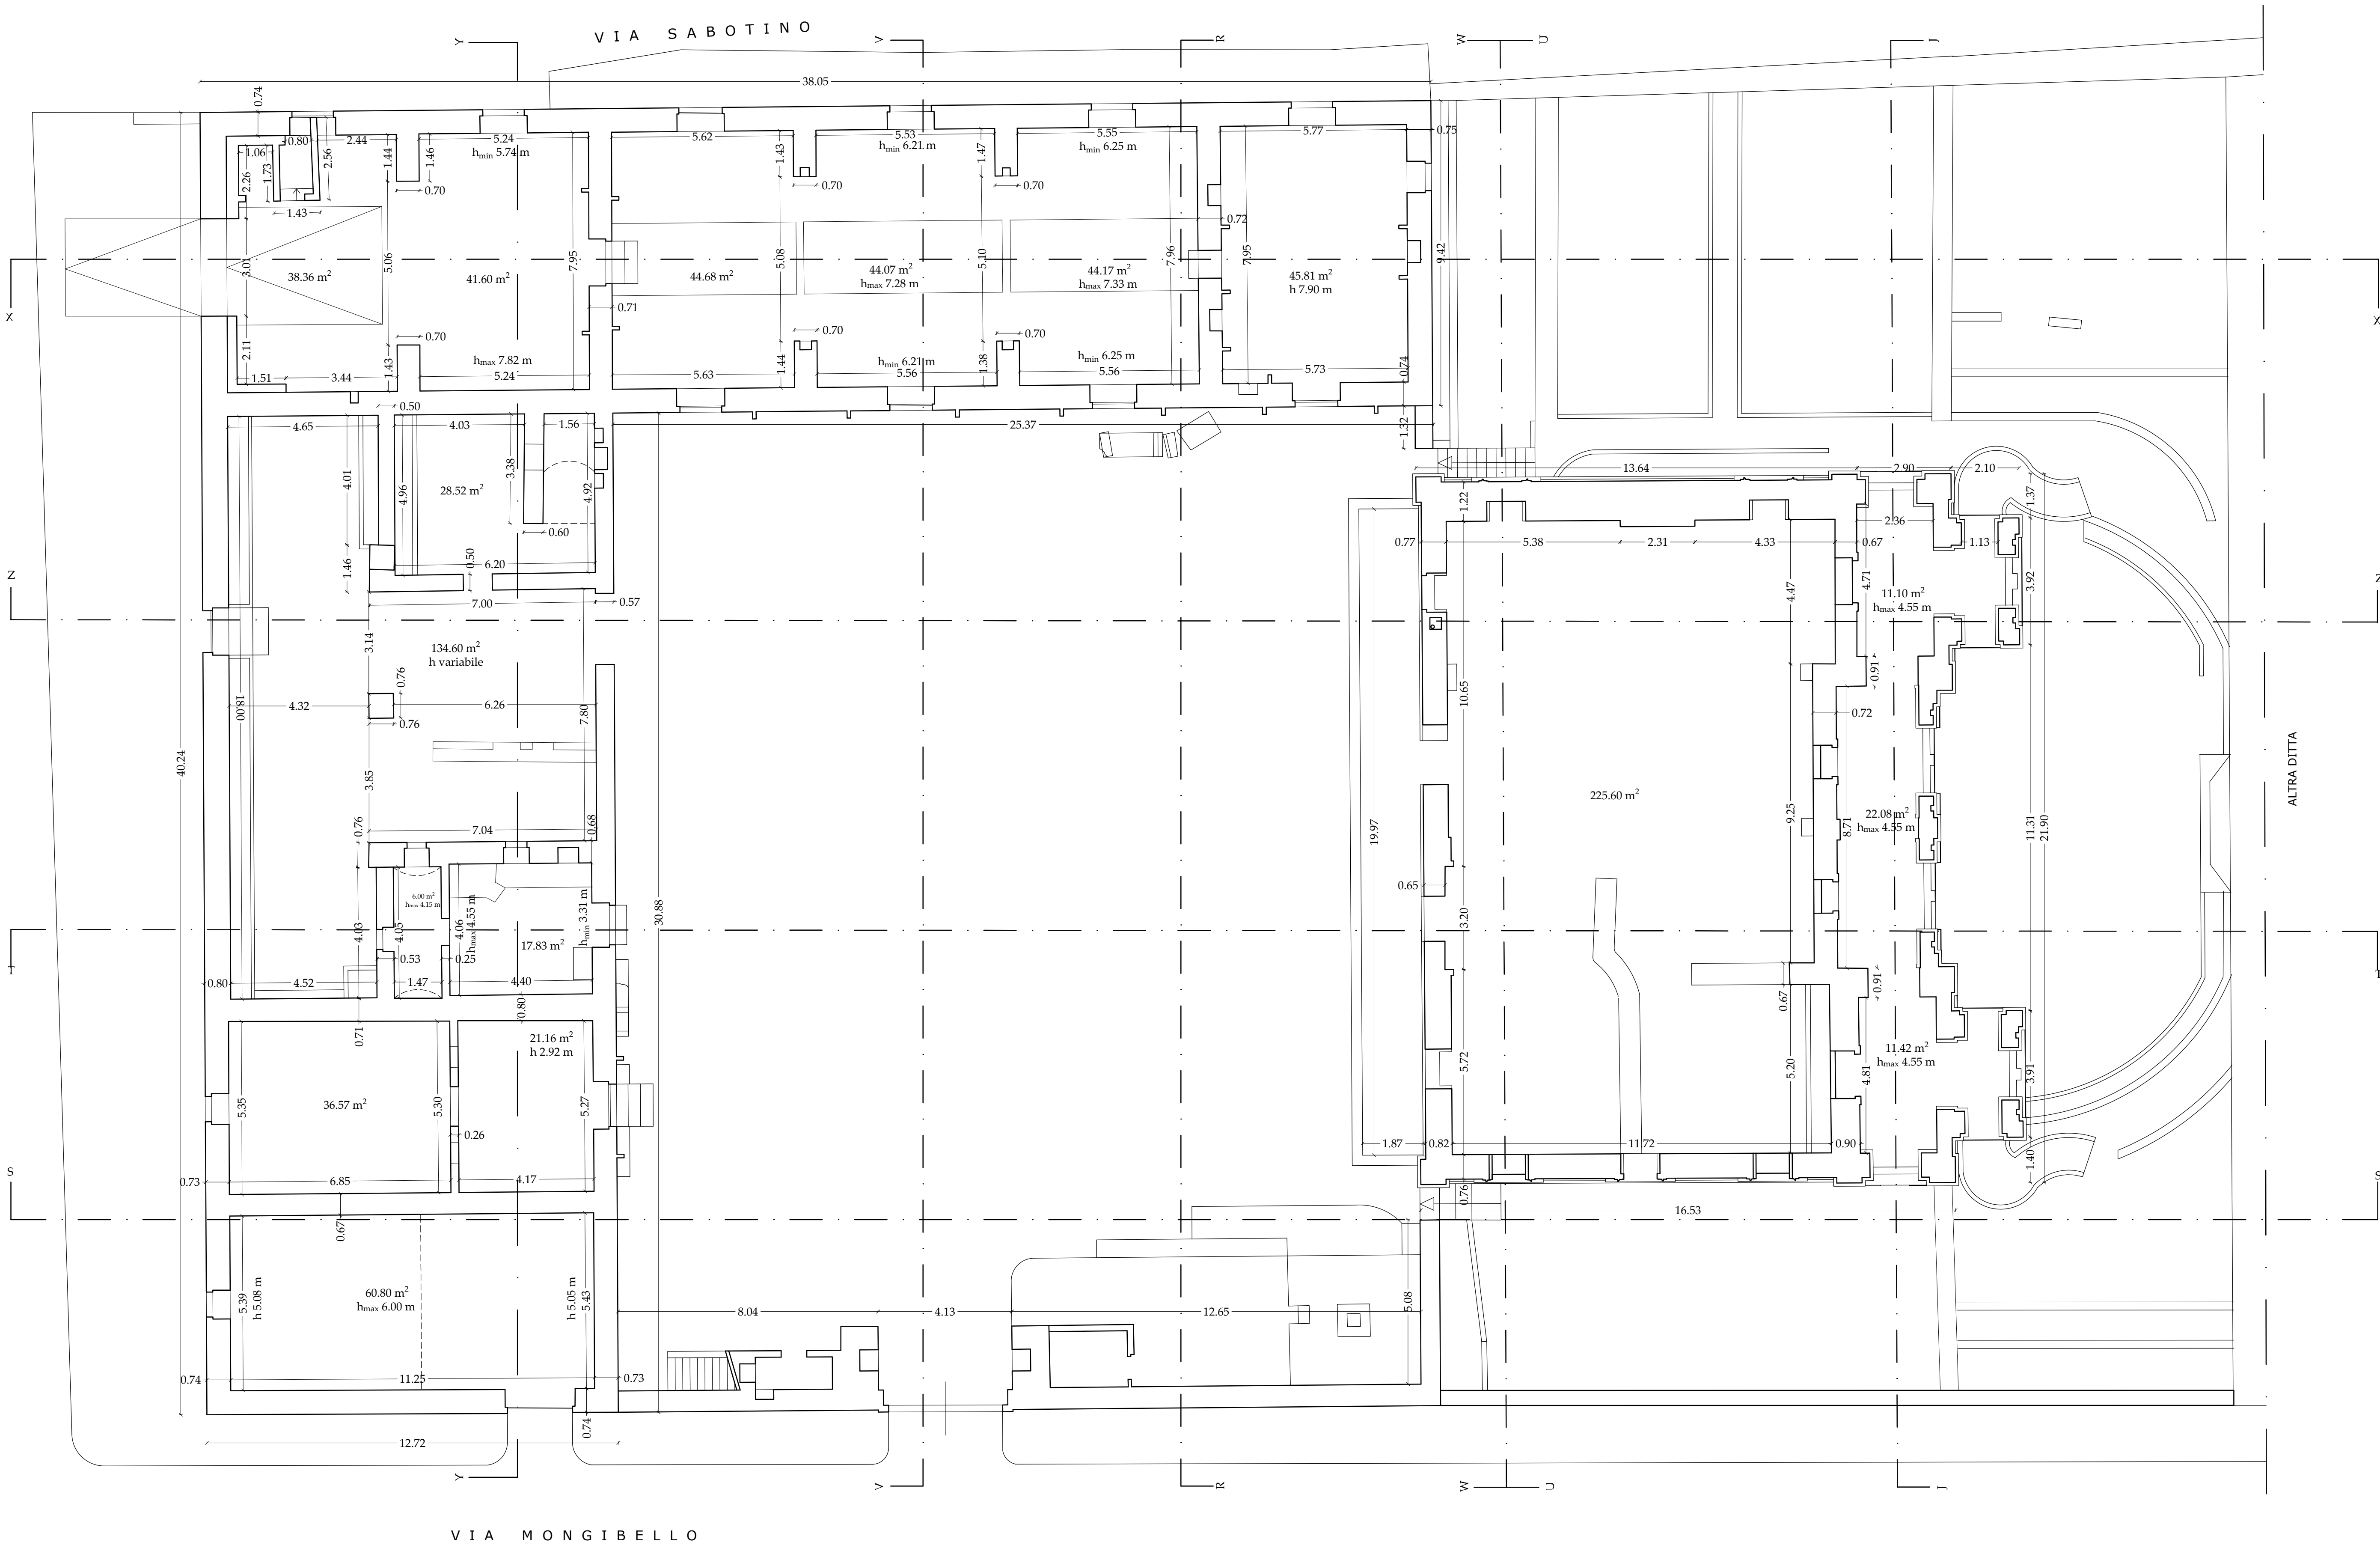 VIA SABOTINO
Y
V
R
W
U
J
38.05
0.74
0.80
2.44
1.06
1.73
2.56
2.26
1.44
1.46
5.24
h min 5.74 m
0.70
1.43
5.62
1.43
0.70
5.53
h min 6.21 m
1.47
0.70
5.55
h min 6.25 m
5.77
0.75
0.72
X
3.01
38.36 m2
5.06
41.60 m2
7.95
44.68 m2
5.08
44.07 m2
hmax 7.28 m
5.10
44.17 m2
hmax 7.33 m
7.96
7.95
45.81 m2
h 7.90 m
9.42
X
0.71
2.11
0.70
1.51
3.44
1.43
hmax 7.82 m
5.24
5.63
0.70
1.44
h min 6.21 m
5.56
1.38
0.70
h min 6.25 m
5.56
5.73
0.74
0.50
4.65
4.03
1.56
25.37
1.32
4.01
4.96
28.52 m2
3.38
4.92
0.60
1.46
0.50
6.20
7.00
0.57
13.64
2.90
2.10
1.22
1.37
2.36
0.77
5.38
2.31
4.33
0.67
1.13
Z
Z
4.71
4.47
3.92
11.10 m2
hmax 4.55 m
3.14
134.60 m2
h variabile
0.76
4.32
6.26
0.76
18.00
7.80
10.65
0.91
0.72
40.24
3.85
ALTRA DITTA
225.60 m2
9.25
8.71
22.08 m2
hmax 4.55 m
11.31
21.90
19.97
0.76
7.04
0.68
6.00 m2
hmax 4.15 m
4.03
4.05
4.06
hmax 4.55 m
17.83 m2
h min 3.31 m
30.88
0.65
3.20
T
T
0.53
0.25
0.80
4.52
1.47
4.40
0.80
0.71
0.67
0.91
21.16 m2
h 2.92 m
11.42 m2
hmax 4.55 m
5.72
5.20
4.81
3.91
36.57 m2
5.35
5.30
5.27
0.26
1.87
0.82
11.72
0.90
1.40
S
S
0.73
6.85
4.17
0.76
0.67
16.53
5.39
h 5.08 m
60.80 m2
hmax 6.00 m
h 5.05 m
5.43
8.04
4.13
12.65
5.08
0.74
11.25
0.73
0.74
12.72
Y
V
R
W
U
J
VIA MONGIBELLO